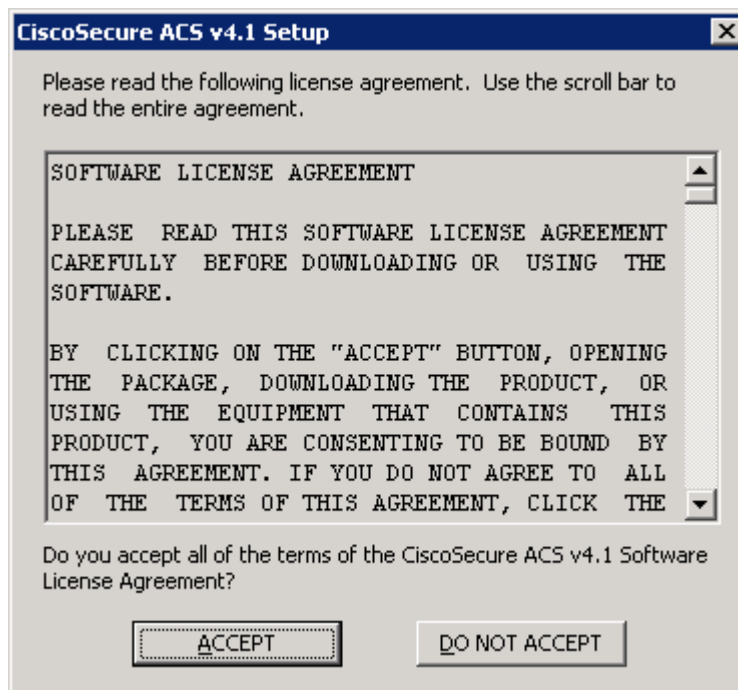 CiscoSecure ACS v4.1 Setup
Please read the following license agreement. Use the scroll bar to
read the entire agreement.
SOFTWARE LICENSE AGREEMENT
PLEASE READ THIS SOFTWARE LICENSE AGREEMENT
CAREFULLY BEFORE DOWNLOADING OR USING THE
SOFTWARE.
BY CLICKING ON THE "ACCEPT" BUTTON, OPENING
THE PACKAGE, DOWNLOADING THE PRODUCT, OR
USING THE EQUIPMENT THAT CONTAINS THIS
PRODUCT, YOU ARE CONSENTING TO BE BOUND BY
THIS AGREEMENT. IF YOU DO NOT AGREE TO ALL
OF THE TERMS OF THIS AGREEMENT, CLICK THE
Do you accept all of the terms of the CiscoSecure ACS v4.1 Software
License Agreement?
ACCEPT
DO NOT ACCEPT